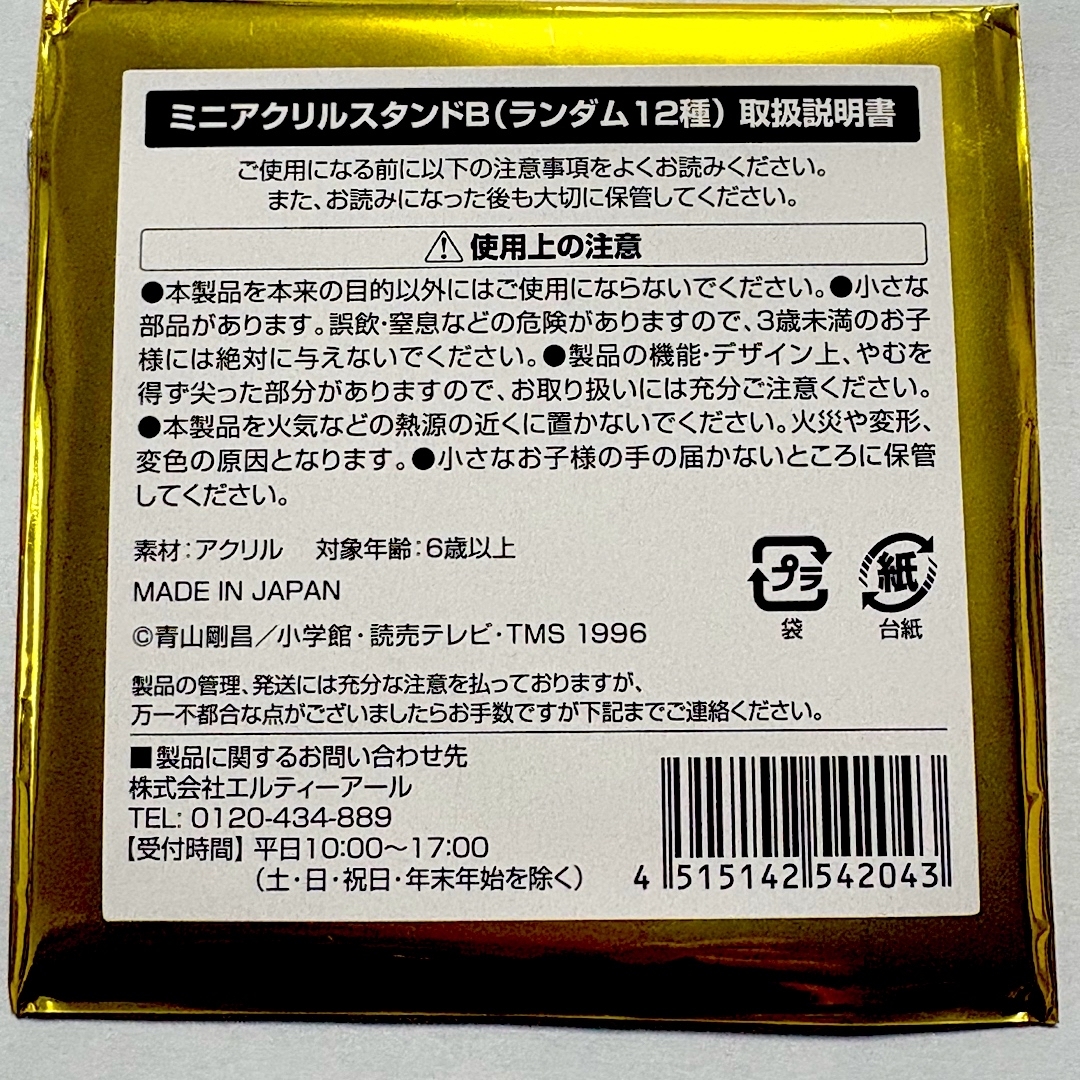 ミニアクリルスタンドB(ランダム12種) 取扱説明書
ご使用になる前に以下の注意事項をよくお読みください。
また、お読みになった後も大切に保管してください。
使用上の注意
●本製品を本来の目的以外にはご使用にならないでください。●小さな
部品があります。誤飲・窒息などの危険がありますので、3歳未満のお子
様には絶対に与えないでください。●製品の機能・デザイン上、やむを
得ず尖った部分がありますので、お取り扱いには充分ご注意ください。
●本製品を火気などの熱源の近くに置かないでください。火災や変形、
変色の原因となります。●小さなお子様の手の届かないところに保管
してください。
素材:アクリル 対象年齢:6歳以上
MADE IN JAPAN
©青山剛昌/小学館・読売テレビ・TMS 1996
プラ
袋
紙
台紙
製品の管理、発送には充分な注意を払っておりますが、
万一不都合な点がございましたらお手数ですが下記までご連絡ください。
■製品に関するお問い合わせ先
株式会社エルティーアール
TEL: 0120-434-889
【受付時間】平日10:00〜17:00
(土・日・祝日・年末年始を除く)
4 515142 542043